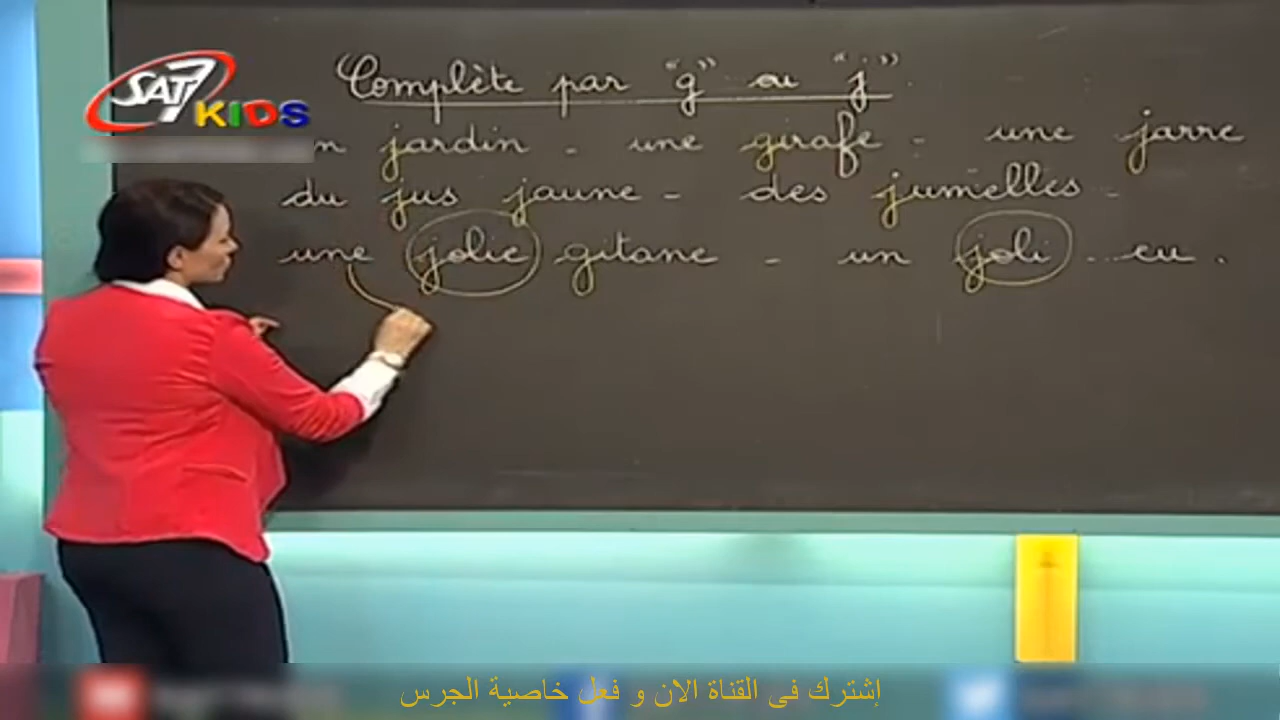 SAT7 KIDS
Complète par "g" ou "j".
n jardin - une girafe - une jarre
du jus jaune - des jumelles -
une jolie gitane - un joli ..eu.
إشترك فى القناة الان و فعل خاصية الجرس